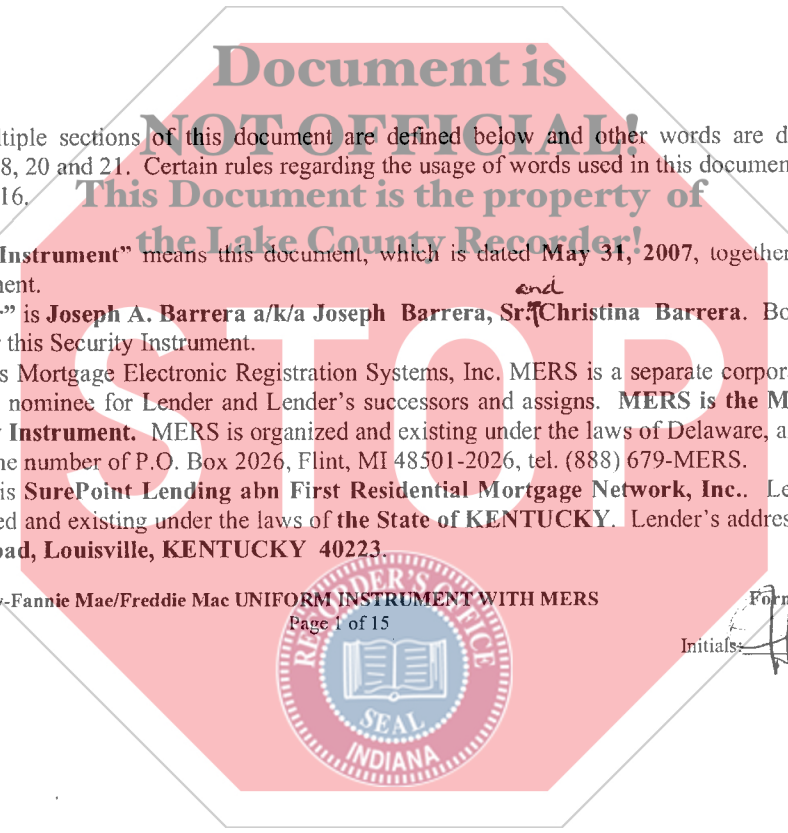 Document is
ltiple sections of this document are defined below and other words are d
NOT OFFICIAL!
8, 20 and 21. Certain rules regarding the usage of words used in this documen
16.
This Document is the property of
the Lake County Recorder!
Instrument” means this document, which is dated May 31, 2007, together
nent.
and
” is Joseph A. Barrera a/k/a Joseph Barrera, Sr. Christina Barrera. Bo
this Security Instrument.
s Mortgage Electronic Registration Systems, Inc. MERS is a separate corpor
nominee for Lender and Lender’s successors and assigns. MERS is the M
Instrument. MERS is organized and existing under the laws of Delaware, a
ne number of P.O. Box 2026, Flint, MI 48501-2026, tel. (888) 679-MERS.
is SurePoint Lending abn First Residential Mortgage Network, Inc.. Le
ed and existing under the laws of the State of KENTUCKY. Lender’s addres
oad, Louisville, KENTUCKY 40223.
STOP
-Fannie Mae/Freddie Mac UNIFORM INSTRUMENT WITH MERS Form
Page 1 of 15
Initials:
RECORDER'S OFFICE
SEAL
INDIANA